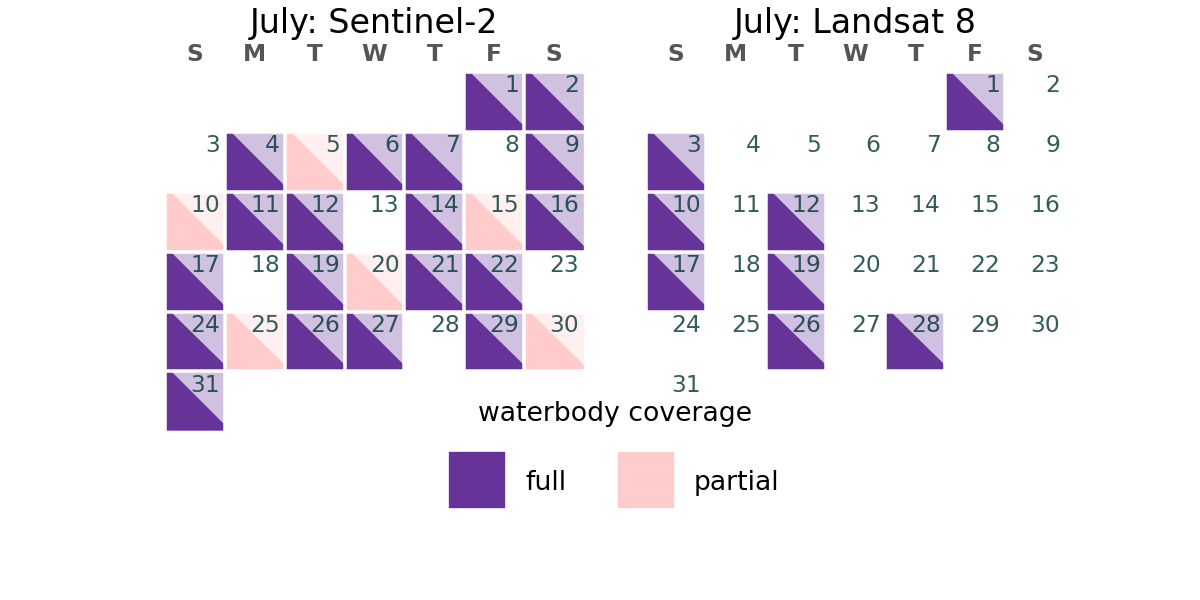 July: Sentinel-2
S M T W T F S
1 2
3 4 5 6 7 8 9
10 11 12 13 14 15 16
17 18 19 20 21 22 23
24 25 26 27 28 29 30
31
July: Landsat 8
S M T W T F S
1 2
3 4 5 6 7 8 9
10 11 12 13 14 15 16
17 18 19 20 21 22 23
24 25 26 27 28 29 30
31
waterbody coverage
full partial